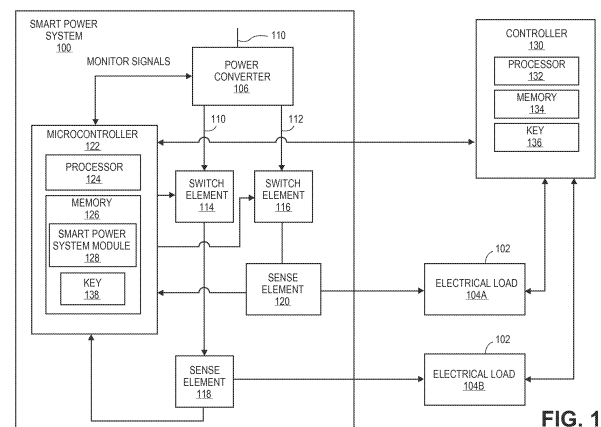 SMART POWER
SYSTEM
100
110
MONITOR SIGNALS
POWER
CONVERTER
106
110
112
MICROCONTROLLER
122
PROCESSOR
124
MEMORY
126
SMART POWER
SYSTEM MODULE
128
KEY
138
SWITCH
ELEMENT
114
SWITCH
ELEMENT
116
SENSE
ELEMENT
120
SENSE
ELEMENT
118
CONTROLLER
130
PROCESSOR
132
MEMORY
134
KEY
136
102
ELECTRICAL LOAD
104A
102
ELECTRICAL LOAD
104B
FIG. 1